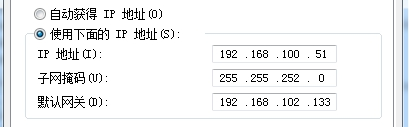 自动获得 IP 地址(O)
使用下面的 IP 地址(S):
IP 地址(I): 192 .168 .100 . 51
子网掩码(U): 255 .255 .252 . 0
默认网关(D): 192 .168 .102 .133